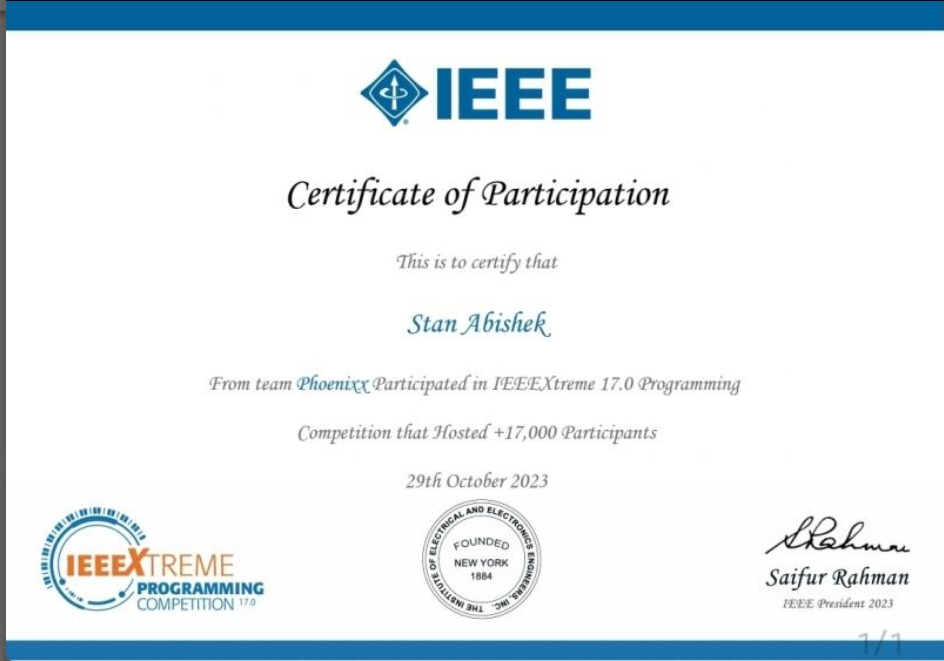 IEEE
Certificate of Participation
This is to certify that
Stan Abishek
From team Phoenixx Participated in IEEEXtreme 17.0 Programming
Competition that Hosted +17,000 Participants
29th October 2023
IEEEXTREME
PROGRAMMING
COMPETITION 17.0
THE INSTITUTE OF ELECTRICAL AND ELECTRONICS ENGINEERS, INC.
FOUNDED
NEW YORK
1884
SRahman
Saifur Rahman
IEEE President 2023
1/1